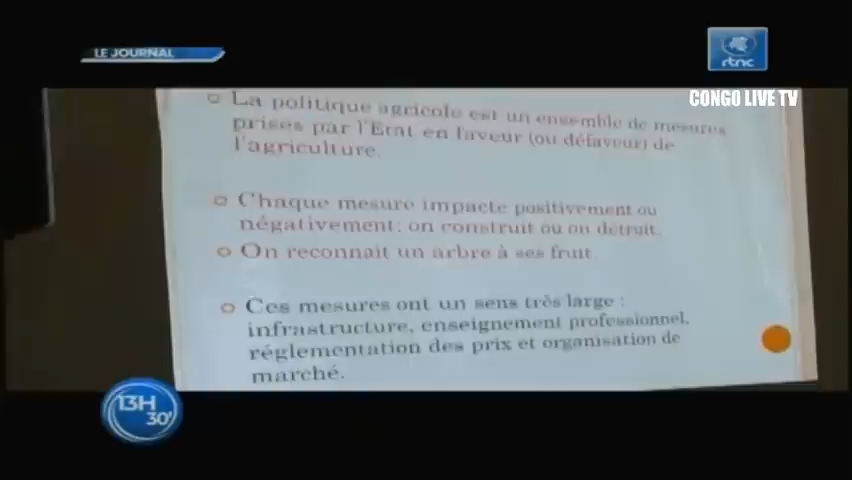 LE JOURNAL
rtnc
CONGO LIVE TV
La politique agricole est un ensemble de mesures
prises par l'Etat en faveur (ou défaveur) de
l'agriculture.
Chaque mesure impacte positivement ou
négativement: on construit ou on détruit.
On reconnait un arbre à ses fruit
Ces mesures ont un sens très large :
infrastructure, enseignement professionnel,
réglementation des prix et organisation de
marché.
13H
30'